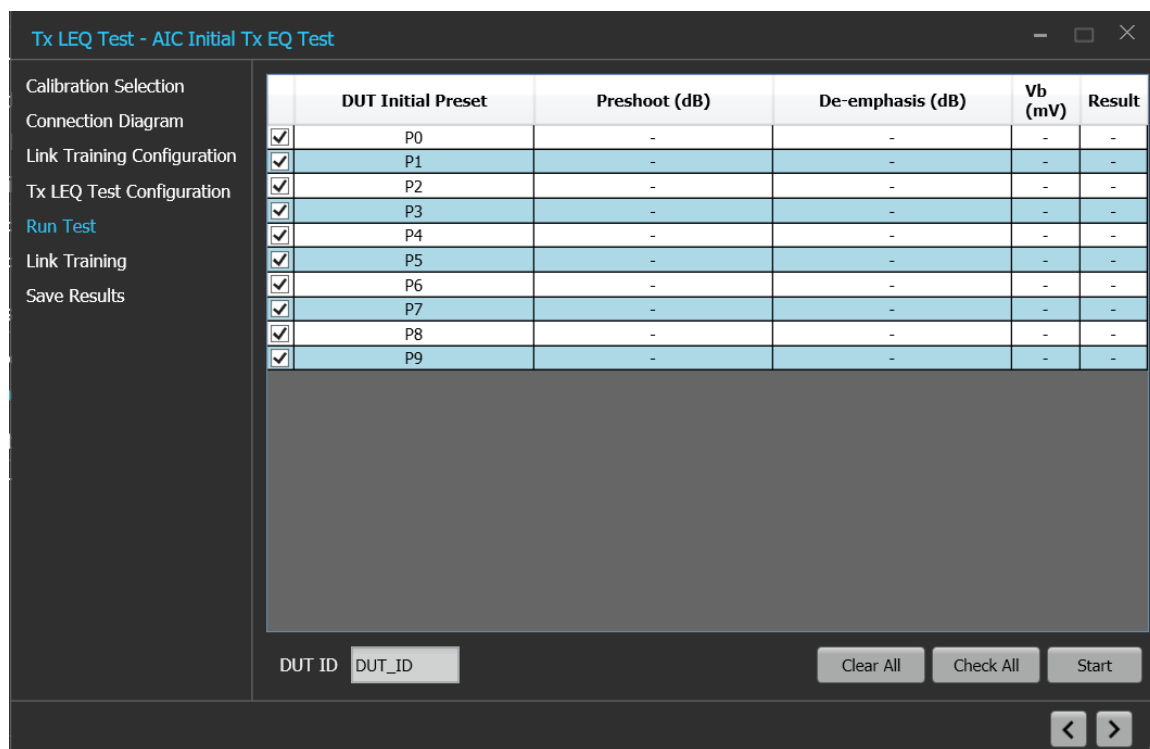 Tx LEQ Test - AIC Initial Tx EQ Test
Calibration Selection
Connection Diagram
Link Training Configuration
Tx LEQ Test Configuration
Run Test
Link Training
Save Results
DUT Initial Preset Preshoot (dB) De-emphasis (dB) Vb (mV) Result
P0 - - - -
P1 - - - -
P2 - - - -
P3 - - - -
P4 - - - -
P5 - - - -
P6 - - - -
P7 - - - -
P8 - - - -
P9 - - - -
DUT ID DUT_ID Clear All Check All Start